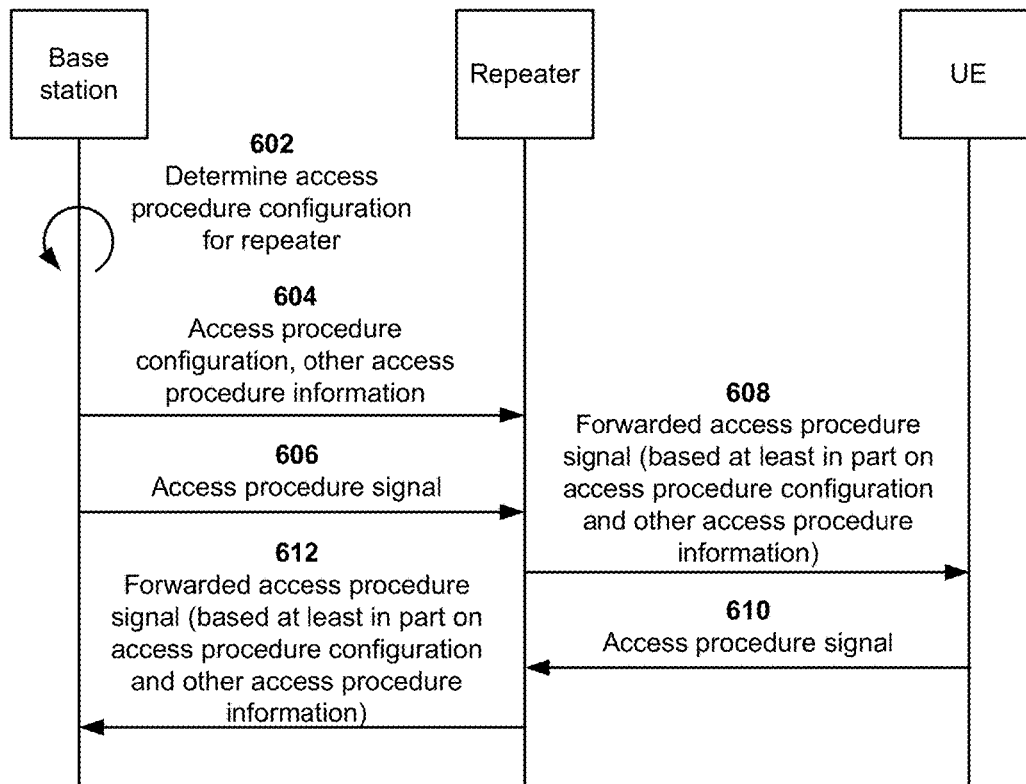 Base
station
Repeater
UE
602
Determine access
procedure configuration
for repeater
604
Access procedure
configuration, other access
procedure information
606
Access procedure signal
608
Forwarded access procedure
signal (based at least in part on
access procedure configuration
and other access procedure
information)
610
Access procedure signal
612
Forwarded access procedure
signal (based at least in part on
access procedure configuration
and other access procedure
information)